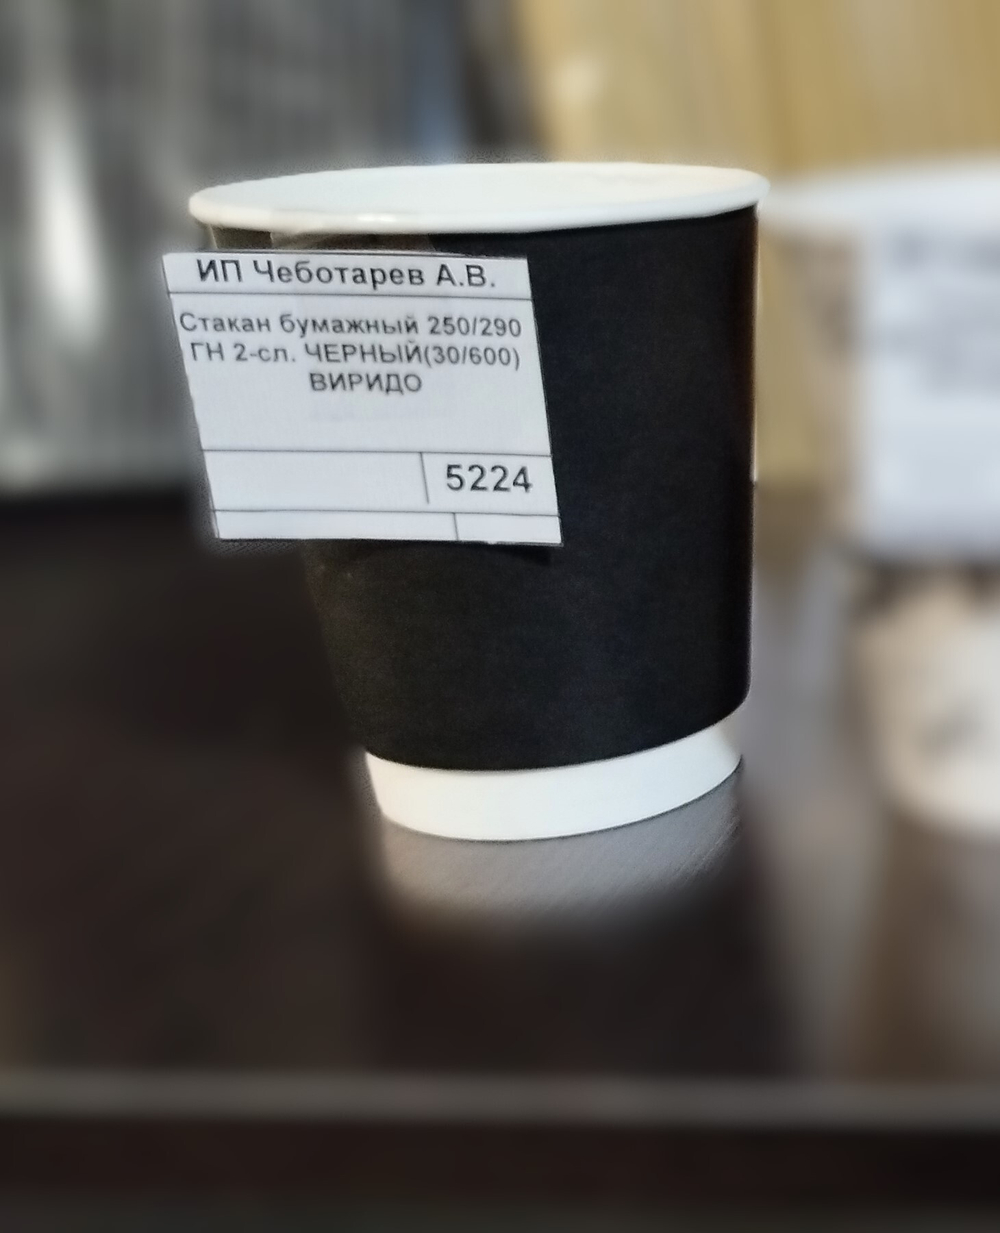 ИП Чеботарев А.В.
Стакан бумажный 250/290
ГН 2-сл. ЧЕРНЫЙ(30/600)
ВИРИДО
5224